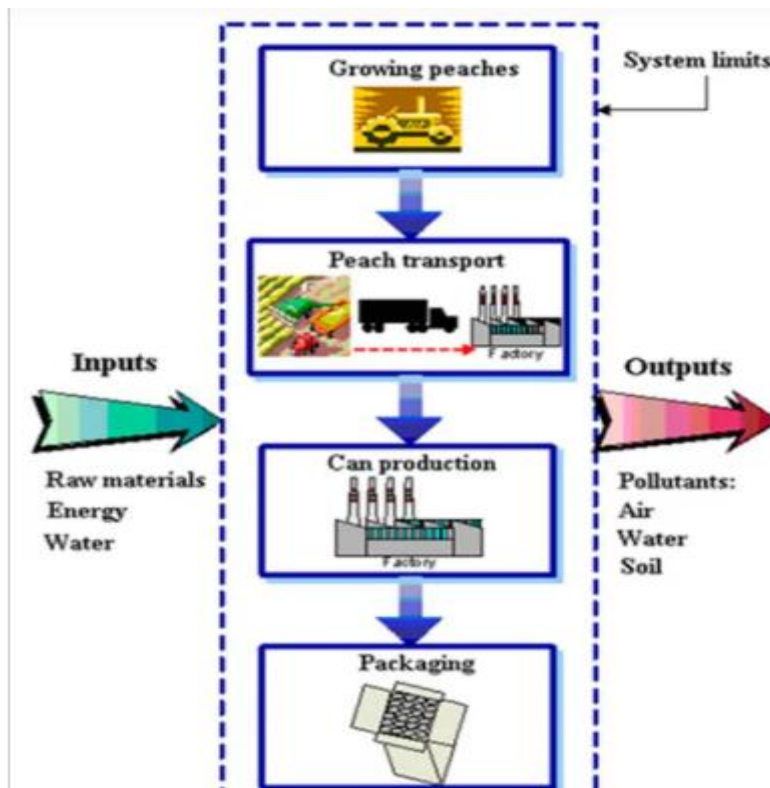 Growing peaches
System limits
Peach transport
Factory
Inputs
Outputs
Raw materials
Energy
Water
Can production
Factory
Pollutants:
Air
Water
Soil
Packaging